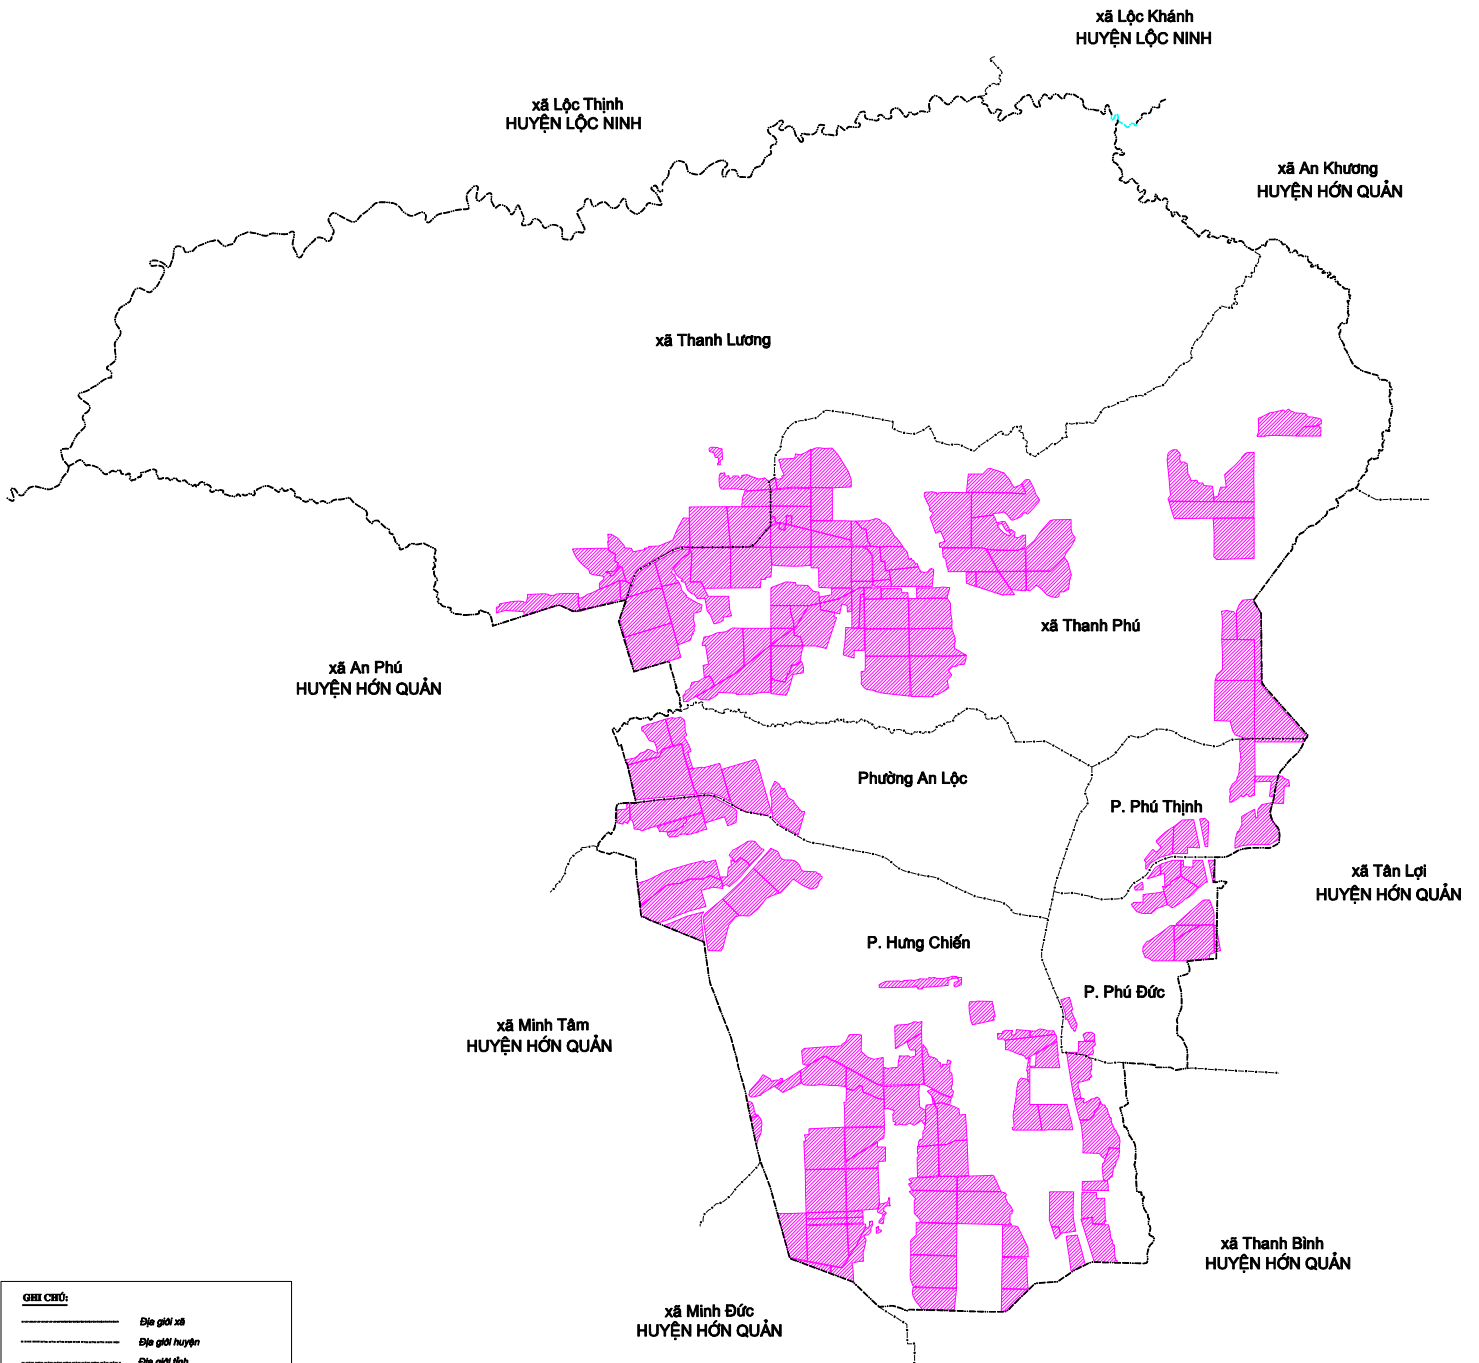 xã Lộc Khánh
HUYỆN LỘC NINH
xã Lộc Thịnh
HUYỆN LỘC NINH
xã An Khương
HUYỆN HỚN QUẢN
xã Thanh Lương
xã Thanh Phú
xã An Phú
HUYỆN HỚN QUẢN
Phường An Lộc
P. Phú Thịnh
xã Tân Lợi
HUYỆN HỚN QUẢN
P. Hưng Chiến
P. Phú Đức
xã Minh Tâm
HUYỆN HỚN QUẢN
xã Thanh Bình
HUYỆN HỚN QUẢN
xã Minh Đức
HUYỆN HỚN QUẢN
GHI CHÚ:
Địa giới xã
Địa giới huyện
Địa giới tỉnh